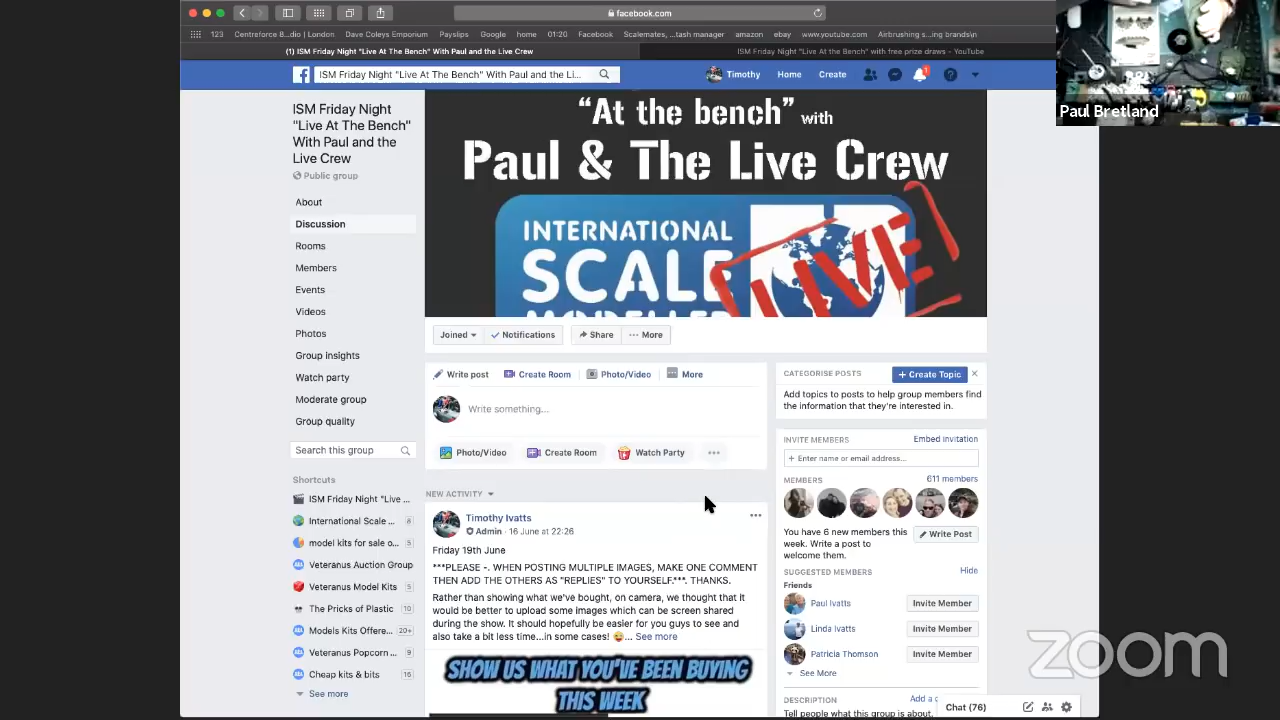 facebook.com
123
Centreforce 8...dio | London
Dave Coleys Emporium
Payslips
Google
home
01:20
Facebook
Scalemates, ...tash manager
amazon
ebay
www.youtube.com
Airbrushing s...ing brands\n
(1) ISM Friday Night "Live At The Bench" With Paul and the Live Crew
ISM Friday Night "Live At The Bench" with free prize draws - YouTube
ISM Friday Night "Live At The Bench" With Paul and the Li...
Timothy
Home
Create
1
Paul Bretland
ISM Friday Night
"Live At The Bench"
With Paul and the
Live Crew
Public group
About
Discussion
Rooms
Members
Events
Videos
Photos
Group insights
Watch party
Moderate group
Group quality
Search this group
Shortcuts
ISM Friday Night "Live ...
International Scale ... 8
model kits for sale o... 5
Veteranus Auction Group
Veteranus Model Kits 5
The Pricks of Plastic 10
Models Kits Offere... 20+
Veteranus Popcorn ... 9
Cheap kits & bits 16
See more
“At the bench” with
Paul & The Live Crew
INTERNATIONAL
SCALE
MODELLER
LIVE
Joined
Notifications
Share
More
Write post
Create Room
Photo/Video
More
Write something...
Photo/Video
Create Room
Watch Party
NEW ACTIVITY
Timothy Ivatts
Admin · 16 June at 22:26
Friday 19th June
***PLEASE -. WHEN POSTING MULTIPLE IMAGES, MAKE ONE COMMENT
THEN ADD THE OTHERS AS "REPLIES" TO YOURSELF.***. THANKS.
Rather than showing what we've bought, on camera, we thought that it
would be better to upload some images which can be screen shared
during the show. It should hopefully be easier for you guys to see and
also take a bit less time...in some cases! 😜... See more
SHOW US WHAT YOU'VE BEEN BUYING
THIS WEEK
CATEGORISE POSTS
+ Create Topic
Add topics to posts to help group members find
the information that they're interested in.
INVITE MEMBERS
Embed Invitation
+ Enter name or email address...
MEMBERS
611 members
You have 6 new members this
week. Write a post to
welcome them.
Write Post
SUGGESTED MEMBERS
Hide
Friends
Paul Ivatts
Invite Member
Linda Ivatts
Invite Member
Patricia Thomson
Invite Member
See More
DESCRIPTION
Tell people what this group is about.
Chat (76)
zoom